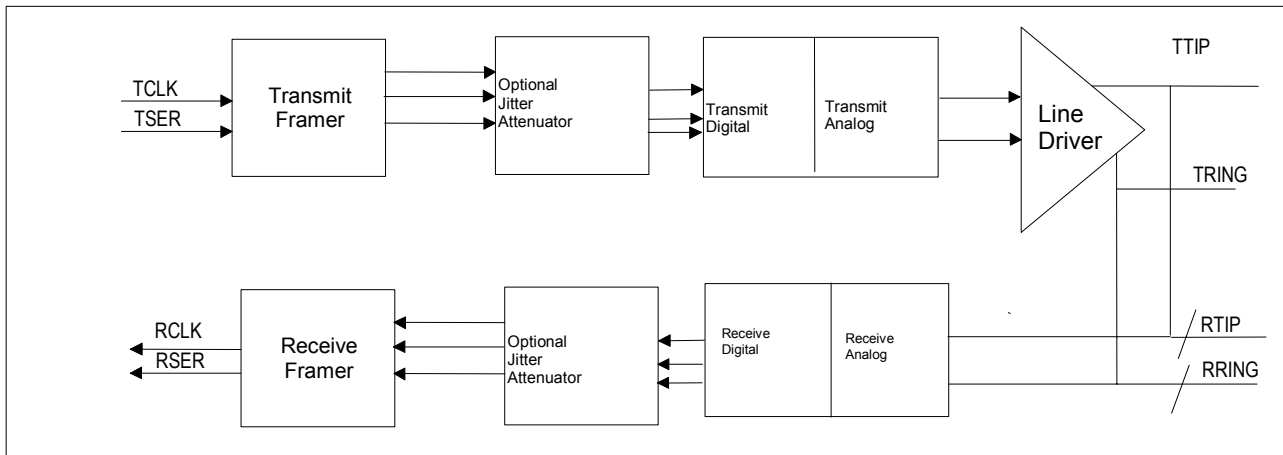 TTIP
TCLK
TSER
Transmit
Framer
Optional
Jitter
Attenuator
Transmit
Digital
Transmit
Analog
Line
Driver
TRING
RCLK
RSER
Receive
Framer
Optional
Jitter
Attenuator
Receive
Digital
Receive
Analog
RTIP
RRING